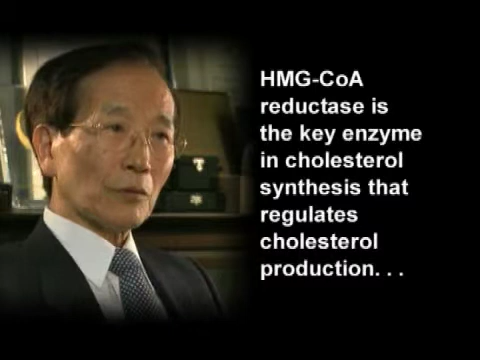 HMG-CoA
reductase is
the key enzyme
in cholesterol
synthesis that
regulates
cholesterol
production. . .